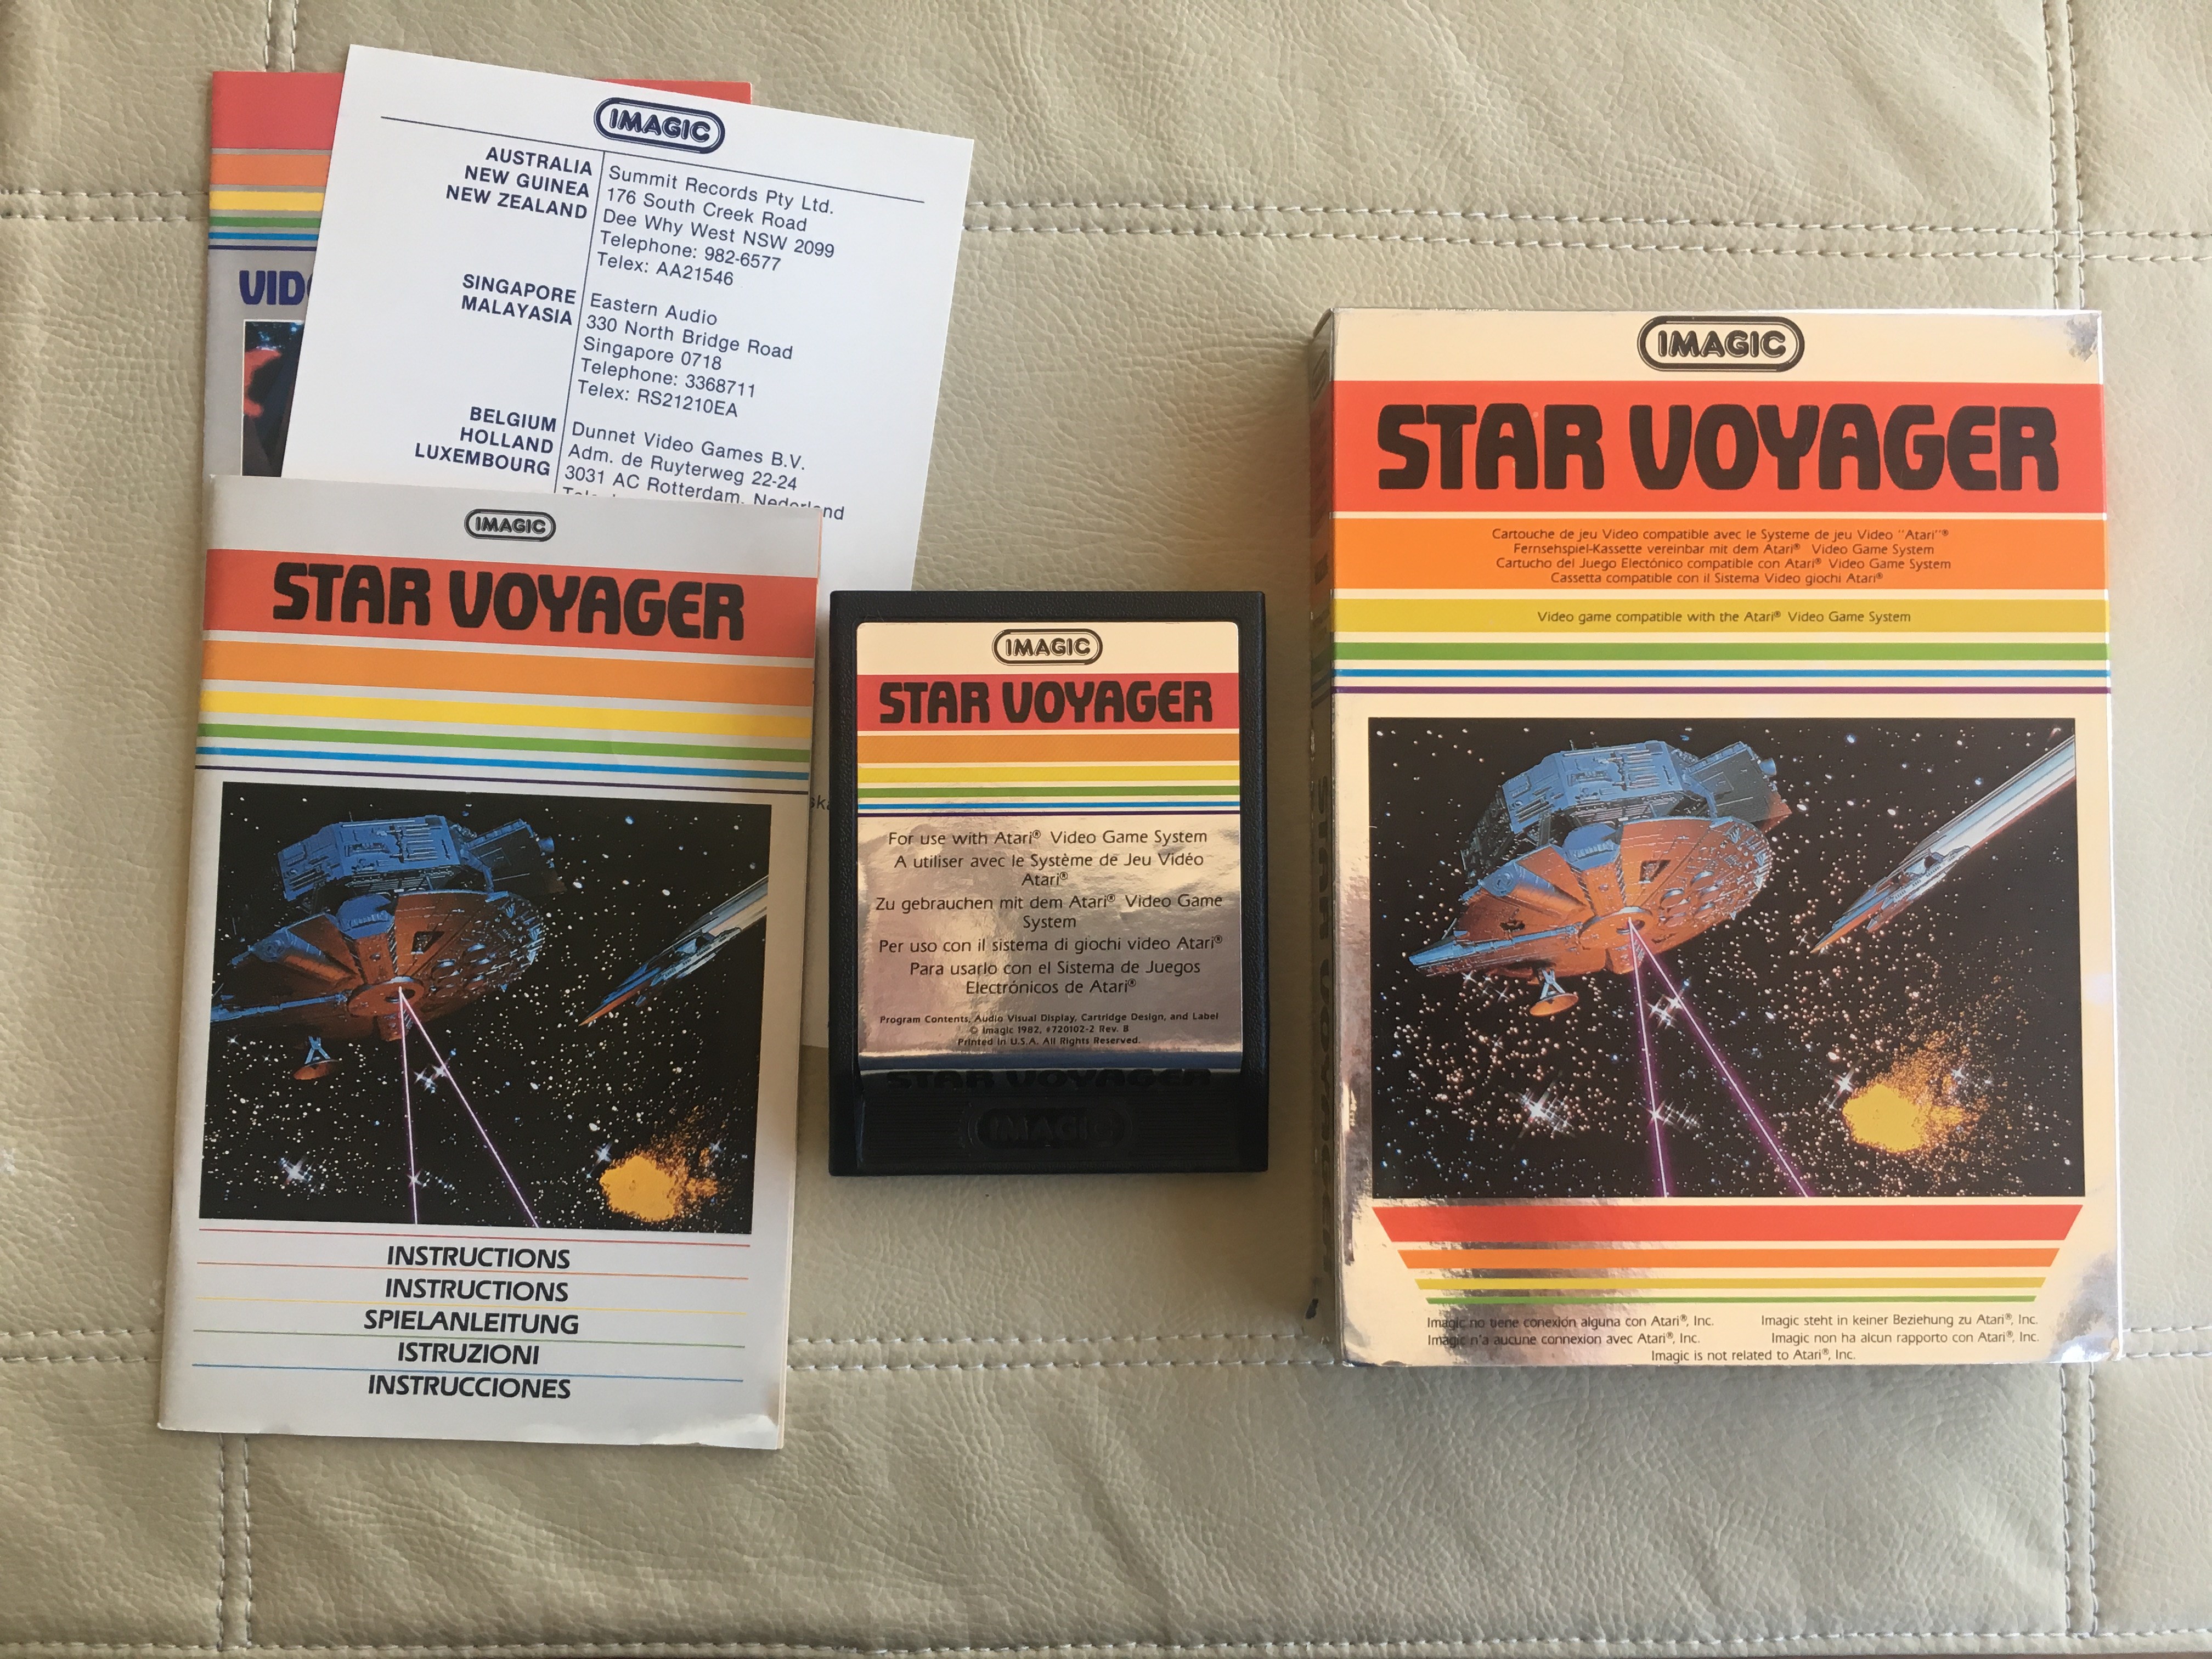 IMAGIC
AUSTRALIA
NEW GUINEA
NEW ZEALAND
Summit Records Pty Ltd.
176 South Creek Road
Dee Why West NSW 2099
Telephone: 982-6577
Telex: AA21546
SINGAPORE
MALAYASIA
Eastern Audio
330 North Bridge Road
Singapore 0718
Telephone: 3368711
Telex: RS21210EA
BELGIUM
HOLLAND
LUXEMBOURG
Dunnet Video Games B.V.
Adm. de Ruyterweg 22-24
3031 AC Rotterdam, Nederland
IMAGIC
STAR VOYAGER
INSTRUCTIONS
INSTRUCTIONS
SPIELANLEITUNG
ISTRUZIONI
INSTRUCCIONES
IMAGIC
STAR VOYAGER
For use with Atari® Video Game System
A utiliser avec le Système de Jeu Vidéo
Atari®
Zu gebrauchen mit dem Atari® Video Game
System
Per uso con il sistema di giochi video Atari®
Para usarlo con el Sistema de Juegos
Electrónicos de Atari®
Program Contents, Audio Visual Display, Cartridge Design, and Label
© Imagic 1982, #720102-2 Rev. B
Printed in U.S.A. All Rights Reserved.
STAR VOYAGER
IMAGIC
IMAGIC
STAR VOYAGER
Cartouche de jeu Video compatible avec le Systeme de jeu Video "Atari"®
Fernsehspiel-Kassette vereinbar mit dem Atari® Video Game System
Cartucho del Juego Electónico compatible con Atari® Video Game System
Cassetta compatible con il Sistema Video giochi Atari®
Video game compatible with the Atari® Video Game System
Imagic no tiene conexión alguna con Atari®, Inc. Imagic steht in keiner Beziehung zu Atari®, Inc.
Imagic n'a aucune connexion avec Atari®, Inc. Imagic non ha alcun rapporto con Atari®, Inc.
Imagic is not related to Atari®, Inc.
STAR VOYAGER